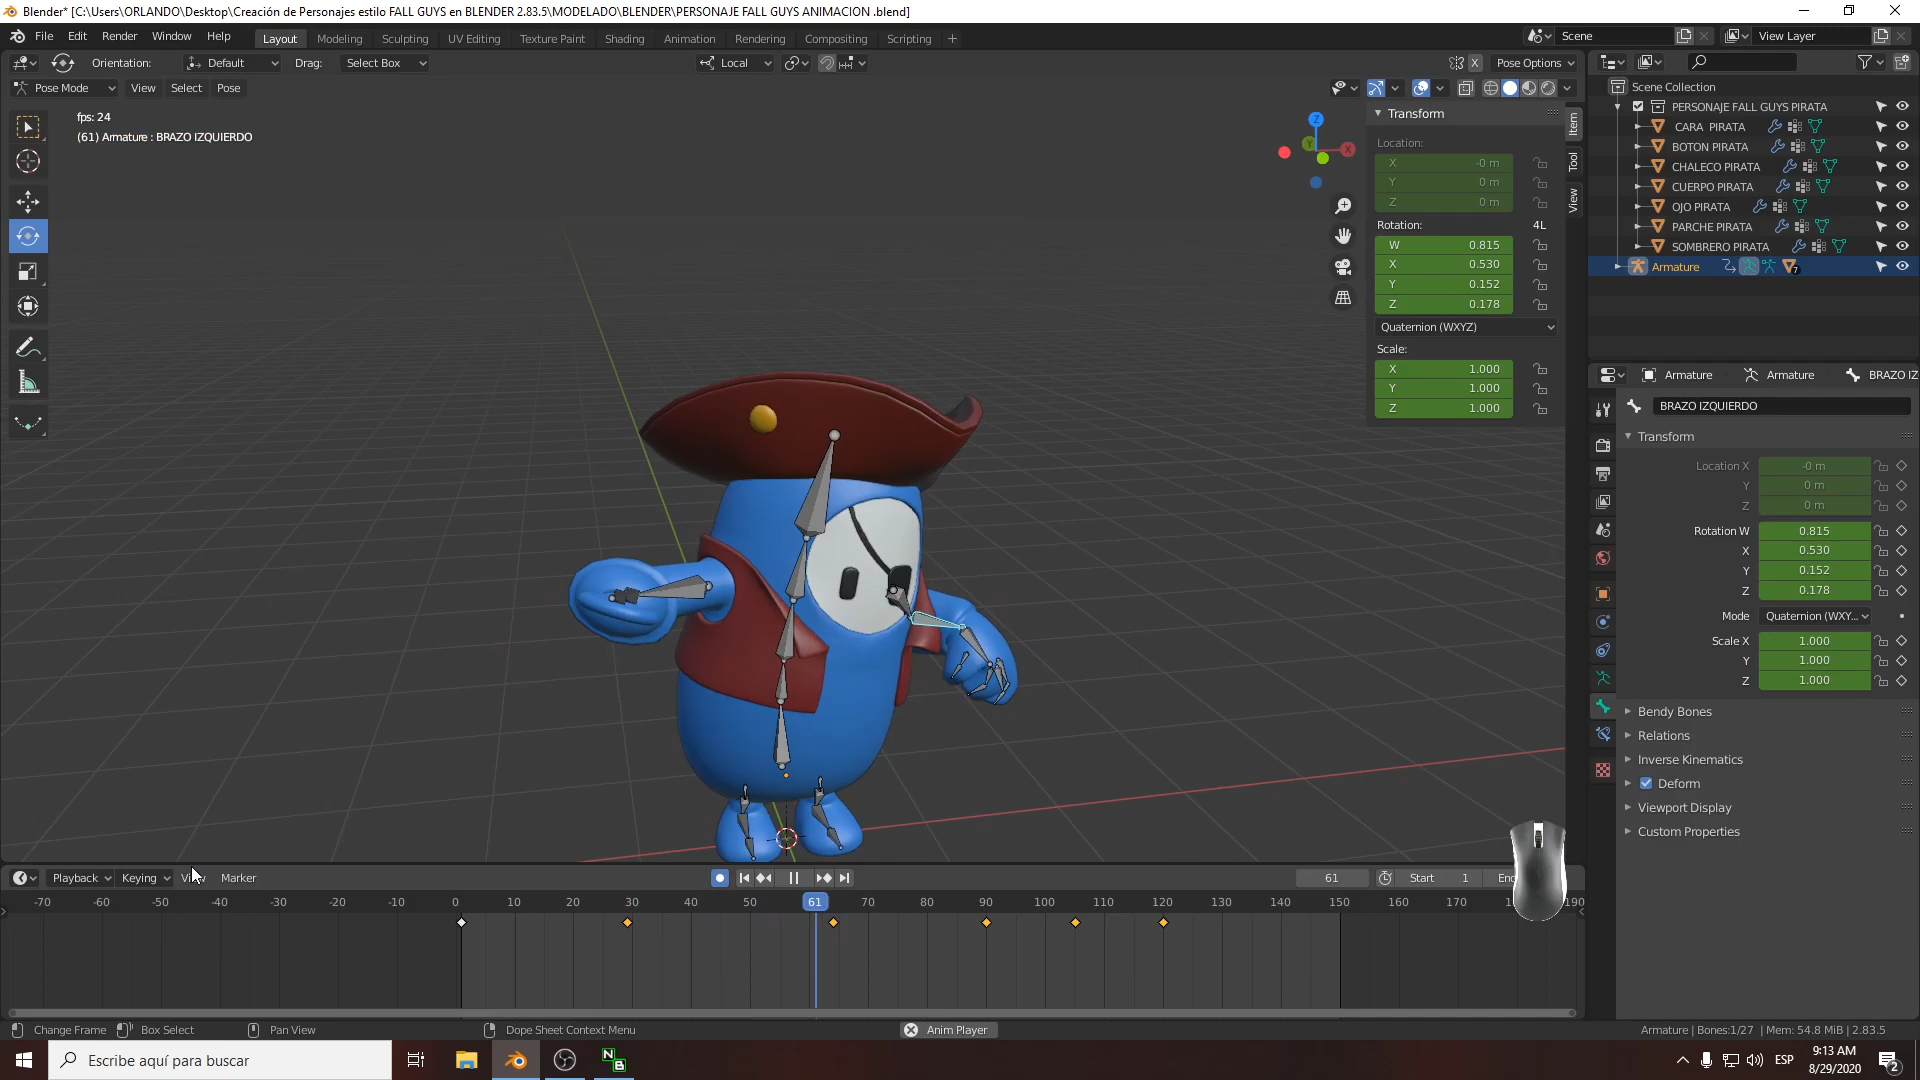 Blender* [C:\Users\ORLANDO\Desktop\Creación de Personajes estilo FALL GUYS en BLENDER 2.83.5\MODELADO\BLENDER\PERSONAJE FALL GUYS ANIMACION .blend]
File Edit Render Window Help Layout Modeling Sculpting UV Editing Texture Paint Shading Animation Rendering Compositing Scripting + Scene View Layer
Orientation: Default Drag: Select Box Local X Pose Options
Pose Mode View Select Pose
fps: 24
(61) Armature : BRAZO IZQUIERDO
Z
Y
X
Transform
Location:
X -0 m
Y 0 m
Z 0 m
Rotation: 4L
W 0.815
X 0.530
Y 0.152
Z 0.178
Quaternion (WXYZ)
Scale:
X 1.000
Y 1.000
Z 1.000
Item
Tool
View
Scene Collection
PERSONAJE FALL GUYS PIRATA
CARA PIRATA
BOTON PIRATA
CHALECO PIRATA
CUERPO PIRATA
OJO PIRATA
PARCHE PIRATA
SOMBRERO PIRATA
Armature 7
Armature Armature BRAZO IZ
BRAZO IZQUIERDO
Transform
Location X -0 m
Y 0 m
Z 0 m
Rotation W 0.815
X 0.530
Y 0.152
Z 0.178
Mode Quaternion (WXY...
Scale X 1.000
Y 1.000
Z 1.000
Bendy Bones
Relations
Inverse Kinematics
Deform
Viewport Display
Custom Properties
Playback Keying Marker 61 Start 1
-70 -60 -50 -40 -30 -20 -10 0 10 20 30 40 50 61 70 80 90 100 110 120 130 140 150 160 170 190
Change Frame Box Select Pan View Dope Sheet Context Menu Anim Player Armature | Bones:1/27 | Mem: 54.8 MiB | 2.83.5
Escribe aquí para buscar
N
B
ESP
9:13 AM
8/29/2020
2